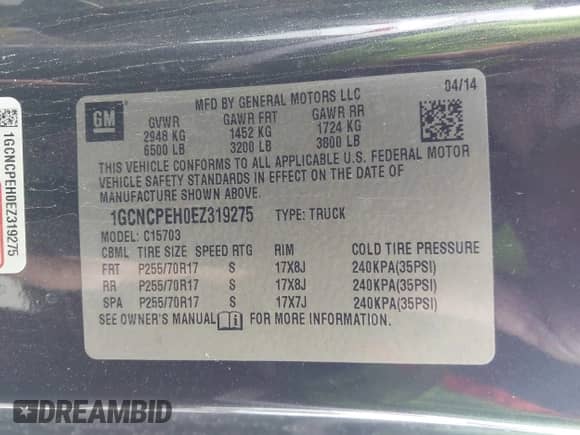 GM
MFD BY GENERAL MOTORS LLC
04/14
GVWR GAWR FRT GAWR RR
2948 KG 1452 KG 1724 KG
6500 LB 3200 LB 3800 LB
THIS VEHICLE CONFORMS TO ALL APPLICABLE U.S. FEDERAL MOTOR
VEHICLE SAFETY STANDARDS IN EFFECT ON THE DATE OF
MANUFACTURE SHOWN ABOVE.
1GCNCPEH0EZ319275 TYPE: TRUCK
MODEL: C15703
CBML TIRE SIZE SPEED RTG RIM COLD TIRE PRESSURE
FRT P255/70R17 S 17X8J 240KPA(35PSI)
RR P255/70R17 S 17X8J 240KPA(35PSI)
SPA P255/70R17 S 17X7J 240KPA(35PSI)
SEE OWNER'S MANUAL FOR MORE INFORMATION.
1GCNCPEH0EZ319275
DREAMBID